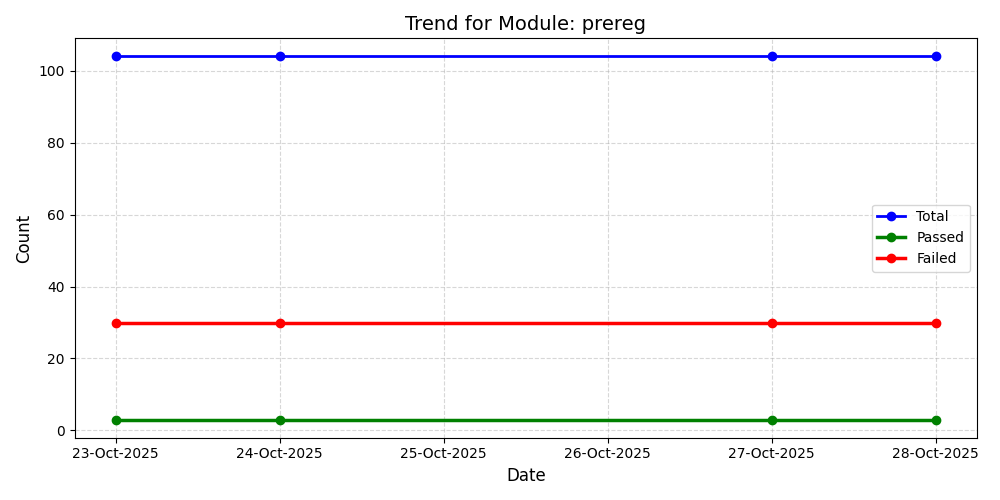 Trend for Module: prereg
Count
100
80
60
40
20
0
Total
Passed
Failed
23-Oct-2025
24-Oct-2025
25-Oct-2025
26-Oct-2025
27-Oct-2025
28-Oct-2025
Date